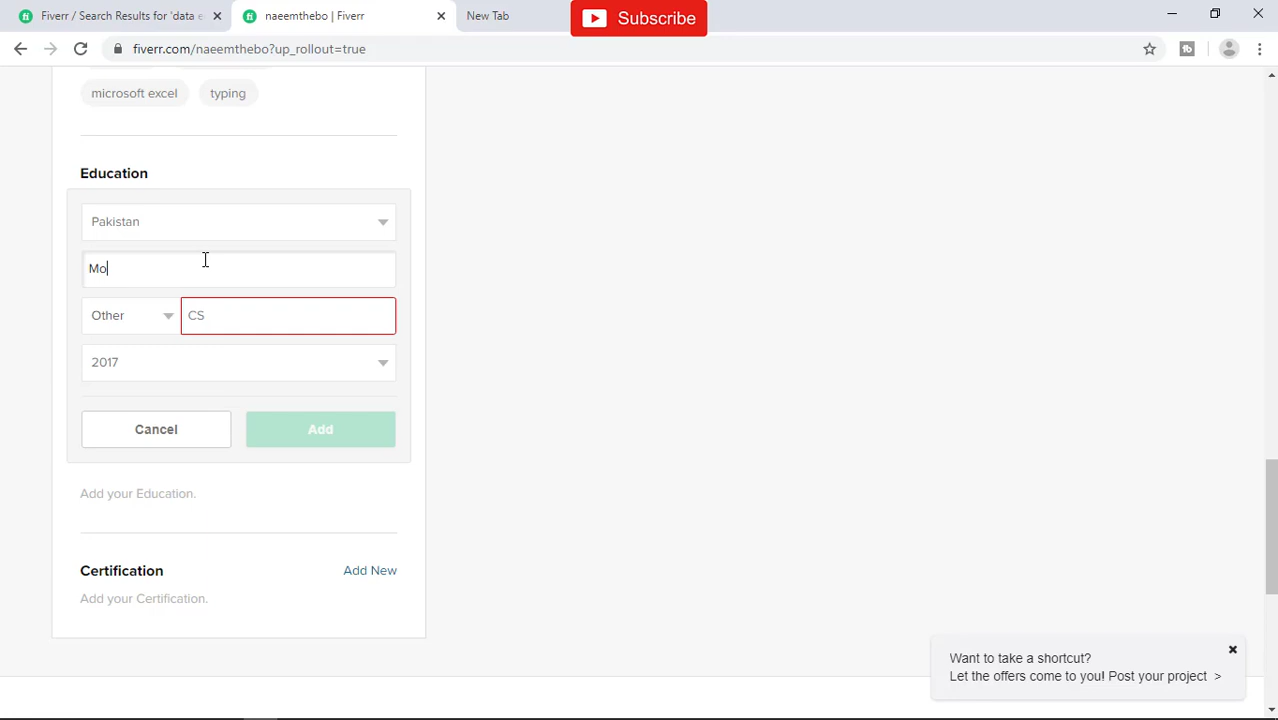 Fiverr / Search Results for 'data e
naeemthebo | Fiverr
New Tab
Subscribe
fiverr.com/naeemthebo?up_rollout=true
microsoft excel
typing
Education
Pakistan
Mo
Other
CS
2017
Cancel
Add
Add your Education.
Certification
Add New
Add your Certification.
Want to take a shortcut?
Let the offers come to you! Post your project >